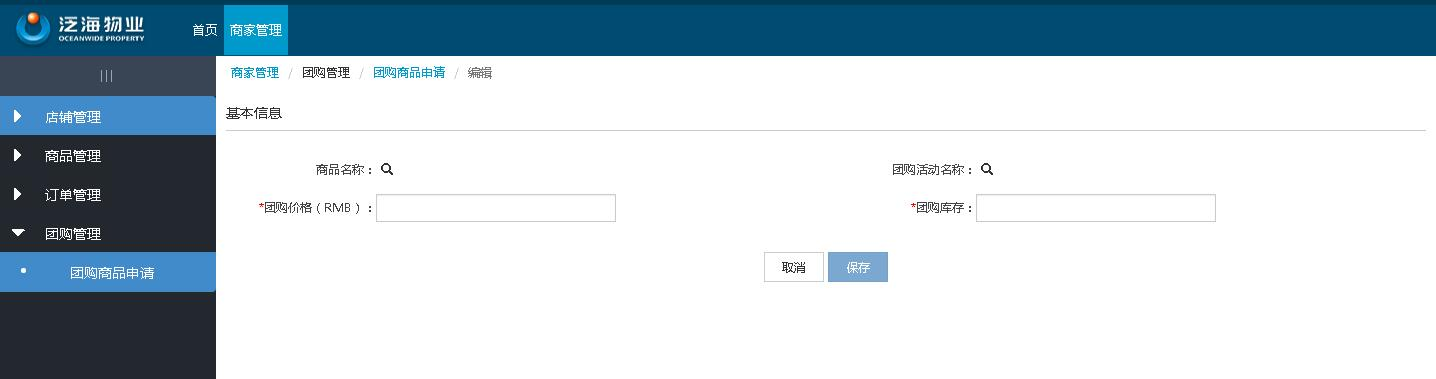 泛海物业
OCEANWIDE PROPERTY
首页 商家管理
商家管理 / 团购管理 / 团购商品申请 / 编辑
店铺管理
商品管理
订单管理
团购管理
团购商品申请
基本信息
商品名称： 团购活动名称：
*团购价格（RMB）： *团购库存：
取消 保存